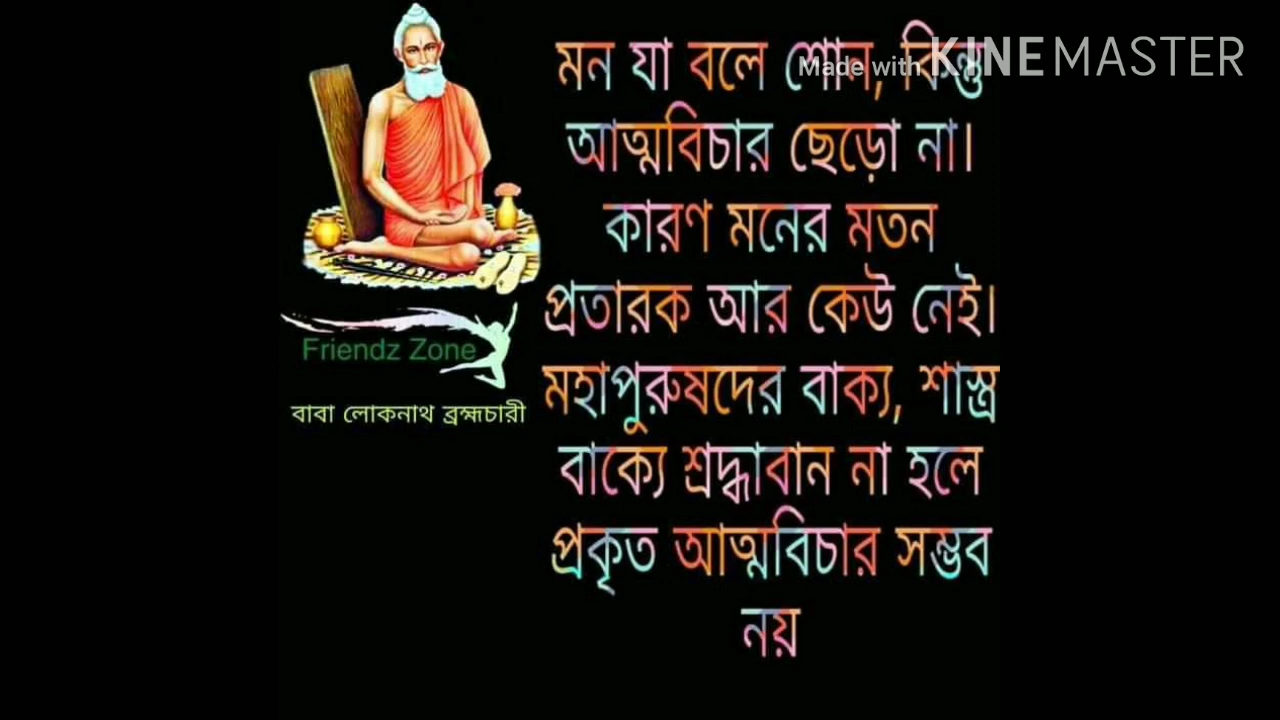 Made with KINEMASTER
মন যা বলে শোন, কিন্তু
আত্মবিচার ছেড়ো না।
কারণ মনের মতন
প্রতারক আর কেউ নেই।
মহাপুরুষদের বাক্য, শাস্ত্র
বাক্যে শ্রদ্ধাবান না হলে
প্রকৃত আত্মবিচার সম্ভব
নয়
Friendz Zone
বাবা লোকনাথ ব্রহ্মচারী